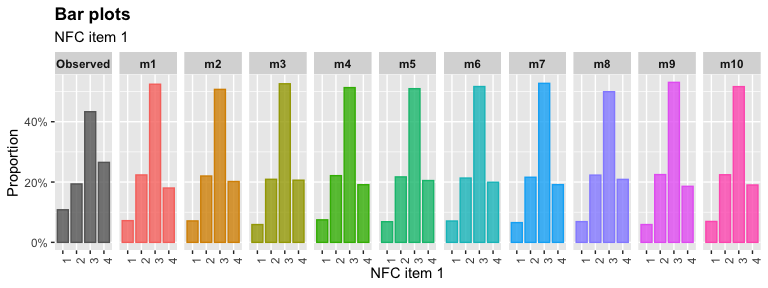 Bar plots
NFC item 1
Observed m1 m2 m3 m4 m5 m6 m7 m8 m9 m10
Proportion
40%
20%
0%
1 2 3 4 1 2 3 4 1 2 3 4 1 2 3 4 1 2 3 4 1 2 3 4 1 2 3 4 1 2 3 4 1 2 3 4 1 2 3 4 1 2 3 4
NFC item 1